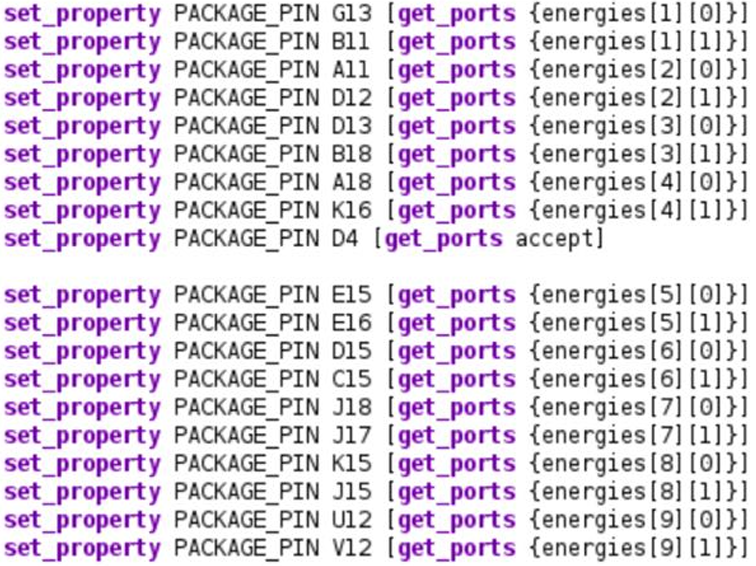 set_property PACKAGE_PIN G13 [get_ports {energies[1][0]}]
set_property PACKAGE_PIN B11 [get_ports {energies[1][1]}]
set_property PACKAGE_PIN A11 [get_ports {energies[2][0]}]
set_property PACKAGE_PIN D12 [get_ports {energies[2][1]}]
set_property PACKAGE_PIN D13 [get_ports {energies[3][0]}]
set_property PACKAGE_PIN B18 [get_ports {energies[3][1]}]
set_property PACKAGE_PIN A18 [get_ports {energies[4][0]}]
set_property PACKAGE_PIN K16 [get_ports {energies[4][1]}]
set_property PACKAGE_PIN D4 [get_ports accept]
set_property PACKAGE_PIN E15 [get_ports {energies[5][0]}]
set_property PACKAGE_PIN E16 [get_ports {energies[5][1]}]
set_property PACKAGE_PIN D15 [get_ports {energies[6][0]}]
set_property PACKAGE_PIN C15 [get_ports {energies[6][1]}]
set_property PACKAGE_PIN J18 [get_ports {energies[7][0]}]
set_property PACKAGE_PIN J17 [get_ports {energies[7][1]}]
set_property PACKAGE_PIN K15 [get_ports {energies[8][0]}]
set_property PACKAGE_PIN J15 [get_ports {energies[8][1]}]
set_property PACKAGE_PIN U12 [get_ports {energies[9][0]}]
set_property PACKAGE_PIN V12 [get_ports {energies[9][1]}]